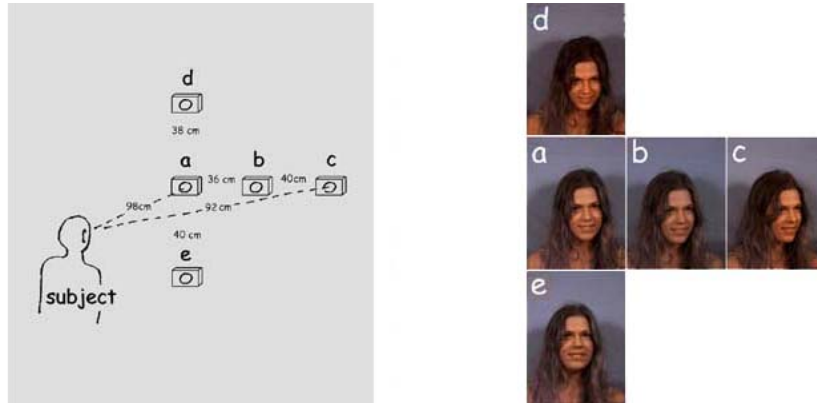 d
38 cm
a b c
36 cm 40cm
98cm 92 cm
40 cm
e
subject
d
a b c
e